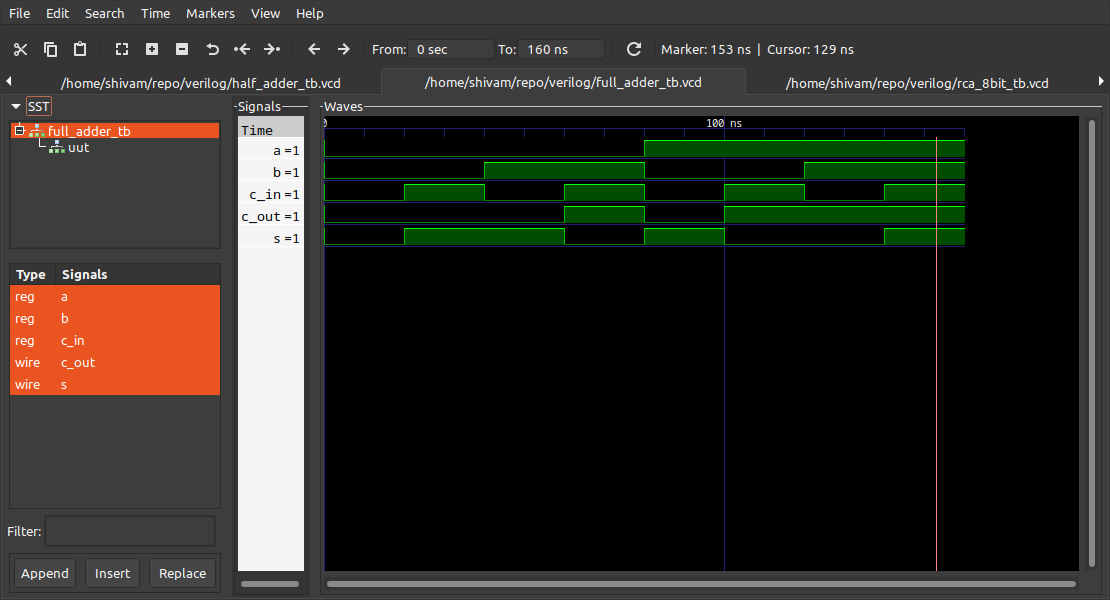 File Edit Search Time Markers View Help
From: 0 sec To: 160 ns Marker: 153 ns | Cursor: 129 ns
/home/shivam/repo/verilog/half_adder_tb.vcd /home/shivam/repo/verilog/full_adder_tb.vcd /home/shivam/repo/verilog/rca_8bit_tb.vcd
SST
full_adder_tb
uut
Type Signals
reg a
reg b
reg c_in
wire c_out
wire s
Filter:
Append Insert Replace
Signals
Time
a =1
b =1
c_in =1
c_out =1
s =1
Waves
0 100 ns